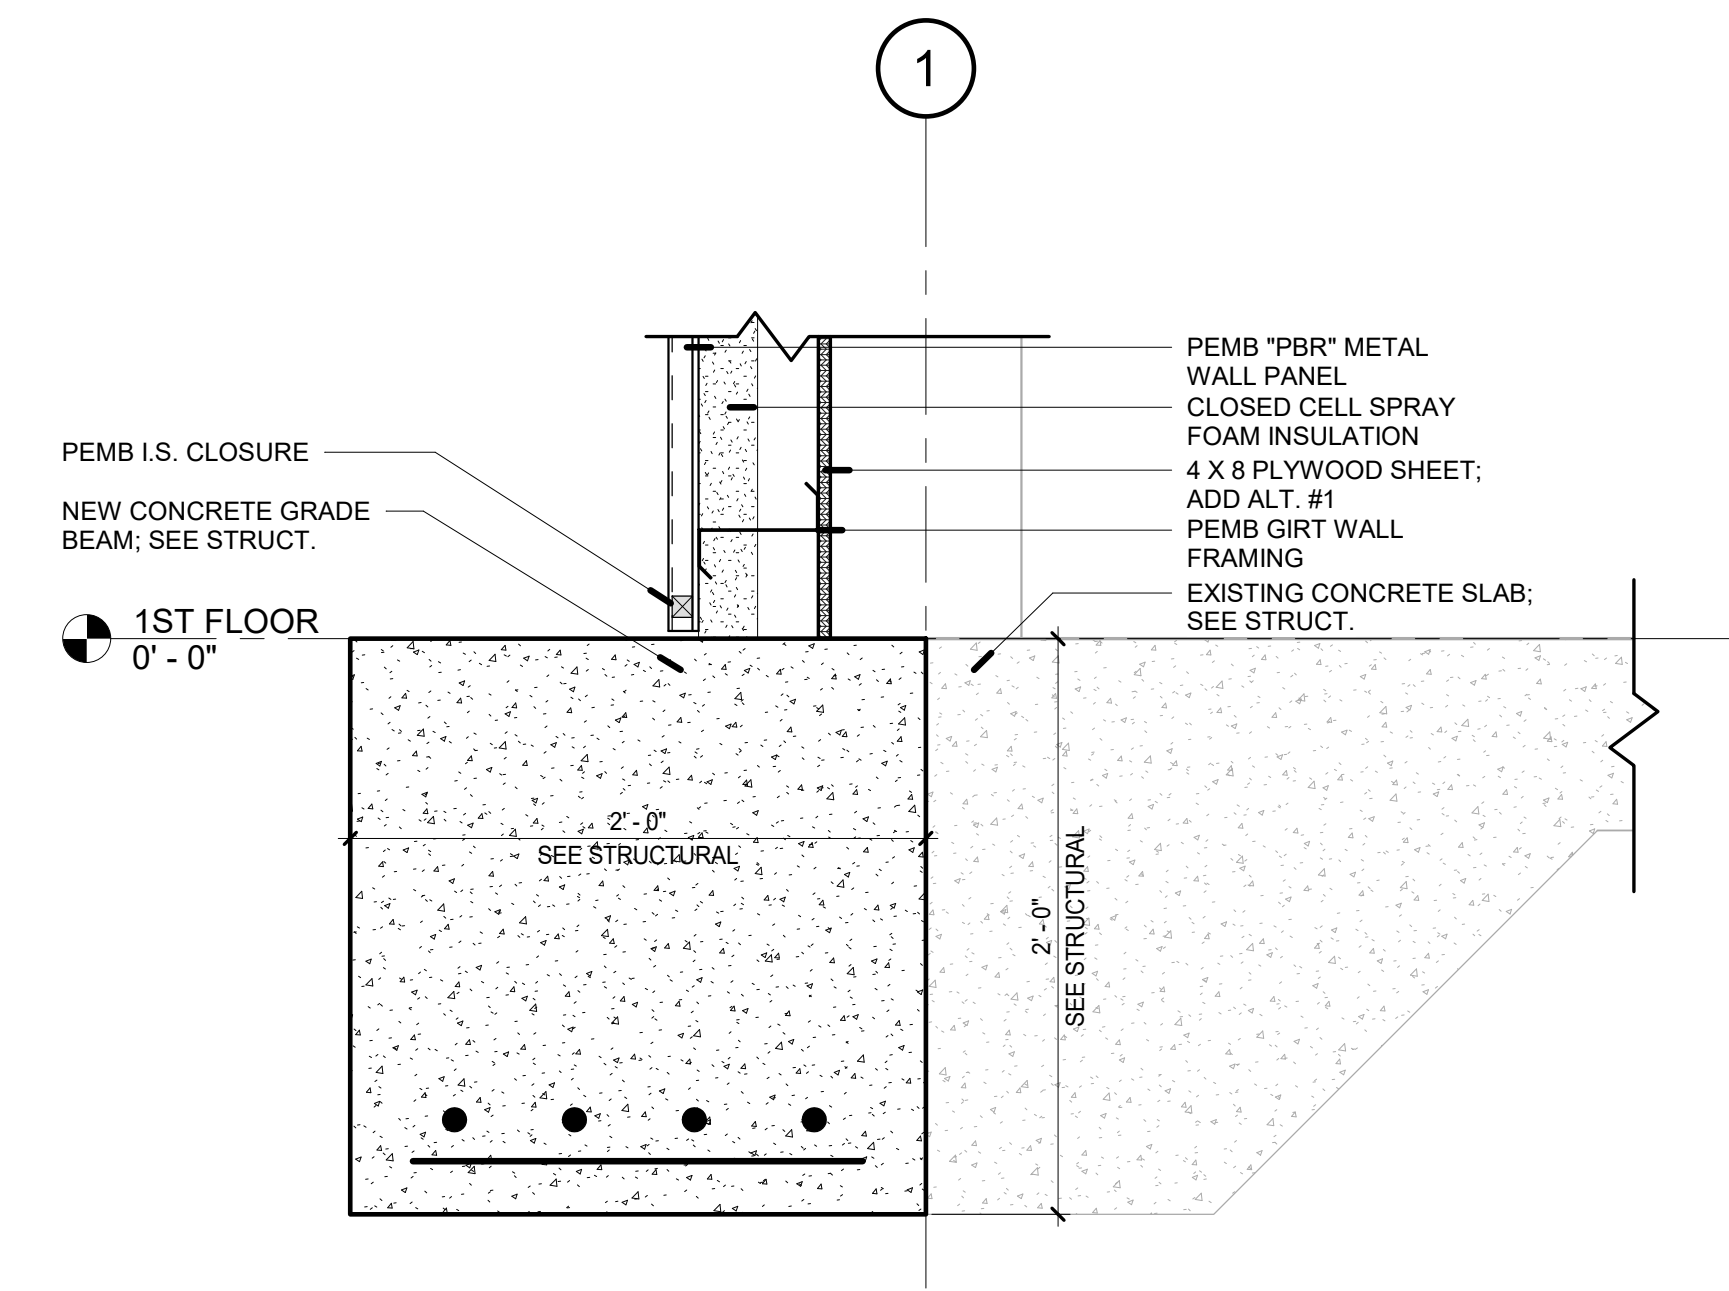 1
PEMB "PBR" METAL
WALL PANEL
CLOSED CELL SPRAY
FOAM INSULATION
4 X 8 PLYWOOD SHEET;
ADD ALT. #1
PEMB GIRT WALL
FRAMING
EXISTING CONCRETE SLAB;
SEE STRUCT.
PEMB I.S. CLOSURE
NEW CONCRETE GRADE
BEAM; SEE STRUCT.
1ST FLOOR
0' - 0"
2' - 0"
SEE STRUCTURAL
2' - 0"
SEE STRUCTURAL